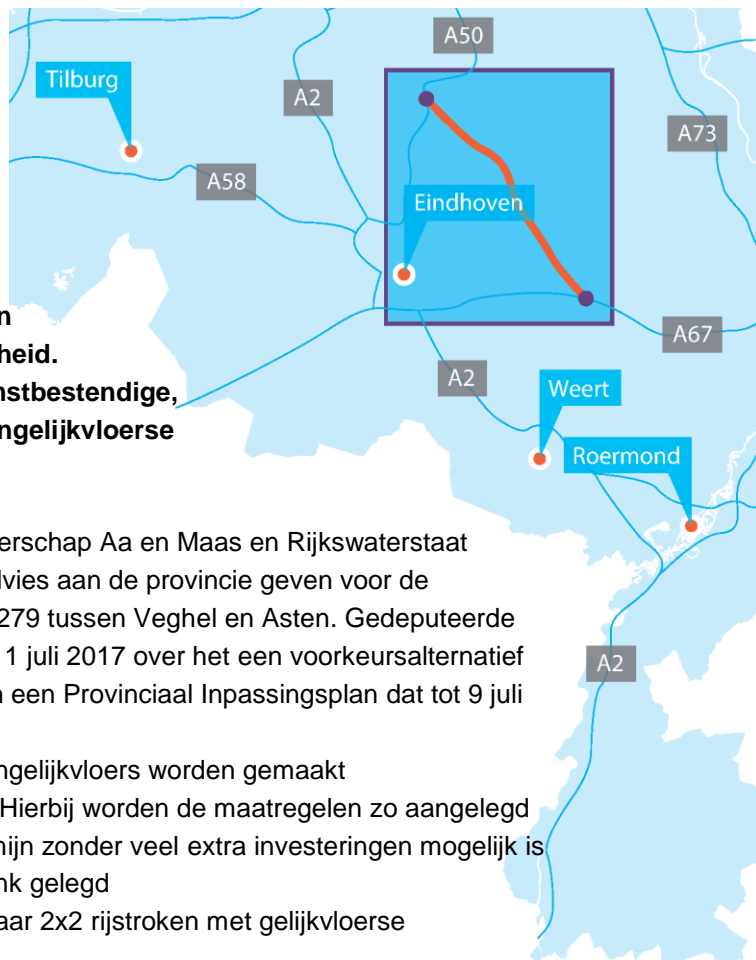 A50
Tilburg
A2
A73
A58
Eindhoven
n
heid.
A67
nstbestendige,
A2
Weert
ngelijkvloerse
Roermond
erschap Aa en Maas en Rijkswaterstaat
dvies aan de provincie geven voor de
279 tussen Veghel en Asten. Gedeputeerde
1 juli 2017 over het een voorkeursalternatief
A2
n een Provinciaal Inpassingsplan dat tot 9 juli
ngelijkvloers worden gemaakt
Hierbij worden de maatregelen zo aangelegd
nijn zonder veel extra investeringen mogelijk is
nk gelegd
aar 2x2 rijstroken met gelijkvloerse